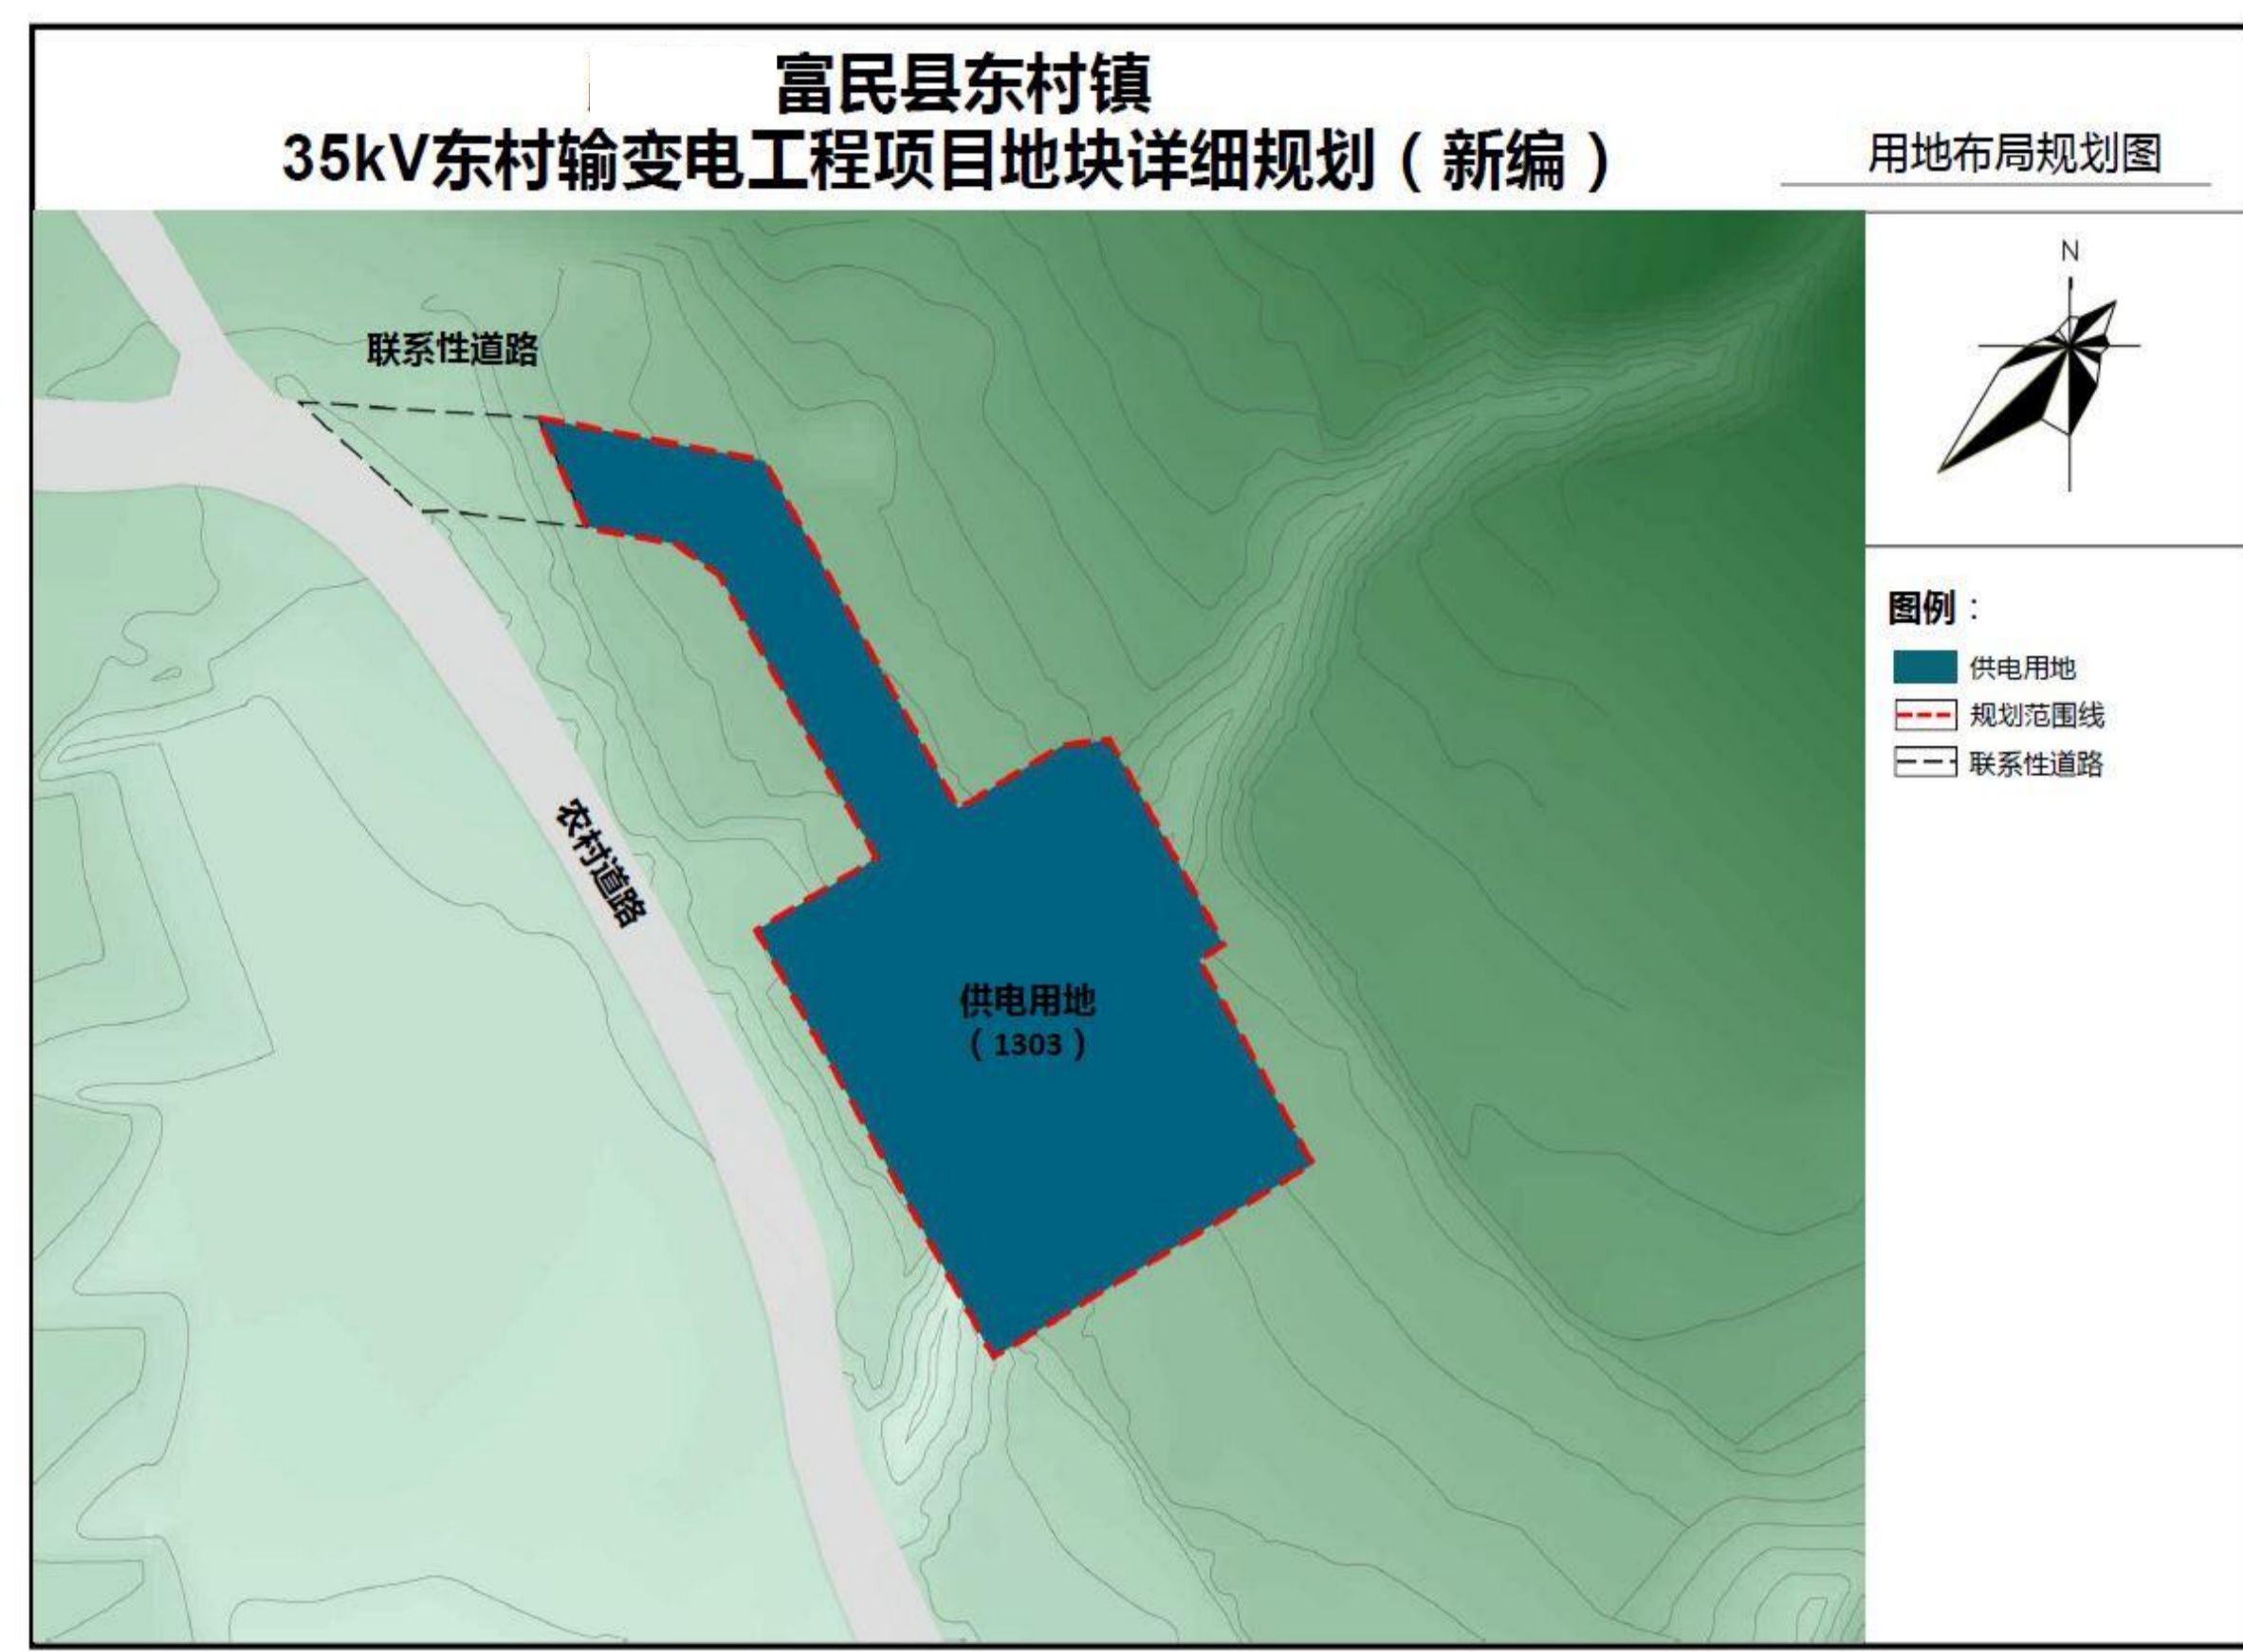 富民县东村镇
35kV东村输变电工程项目地块详细规划（新编）
用地布局规划图
N
联系性道路
图例：
供电用地
规划范围线
联系性道路
农村道路
供电用地
（1303）